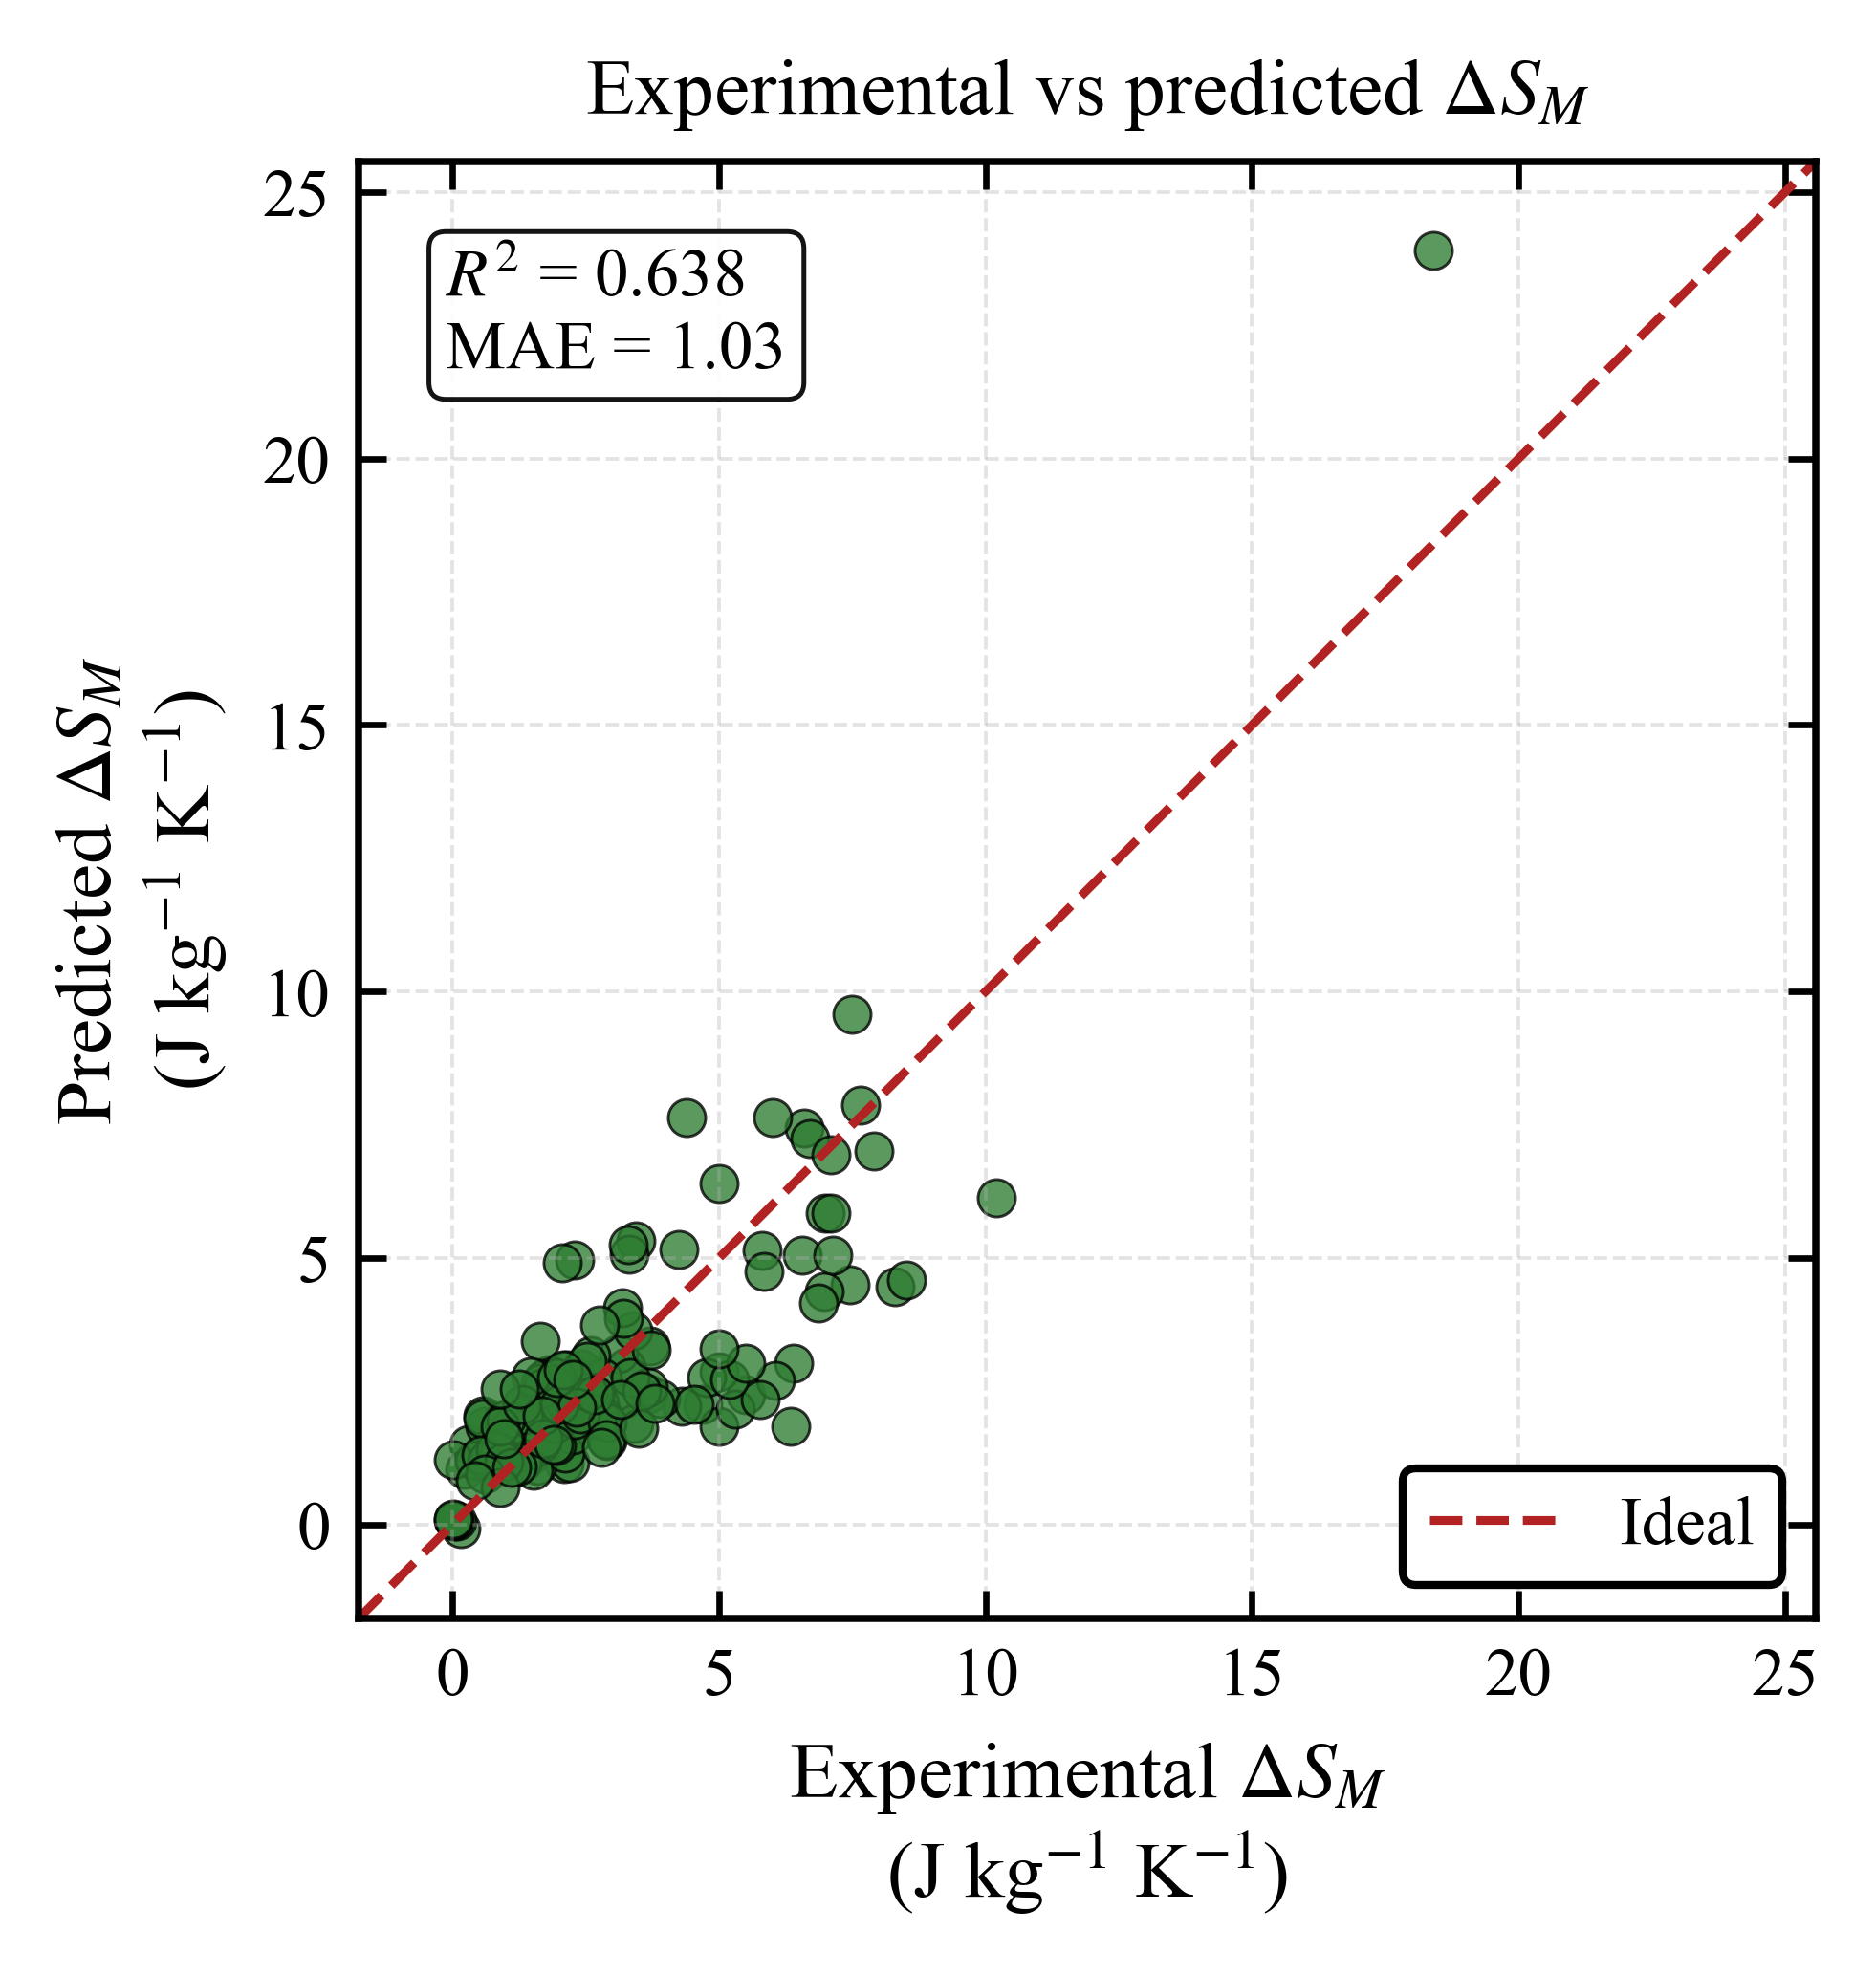 Experimental vs predicted ΔS_M
25
20
15
10
5
0
R² = 0.638
MAE = 1.03
Predicted ΔS_M
(J kg⁻¹ K⁻¹)
Ideal
0 5 10 15 20 25
Experimental ΔS_M
(J kg⁻¹ K⁻¹)